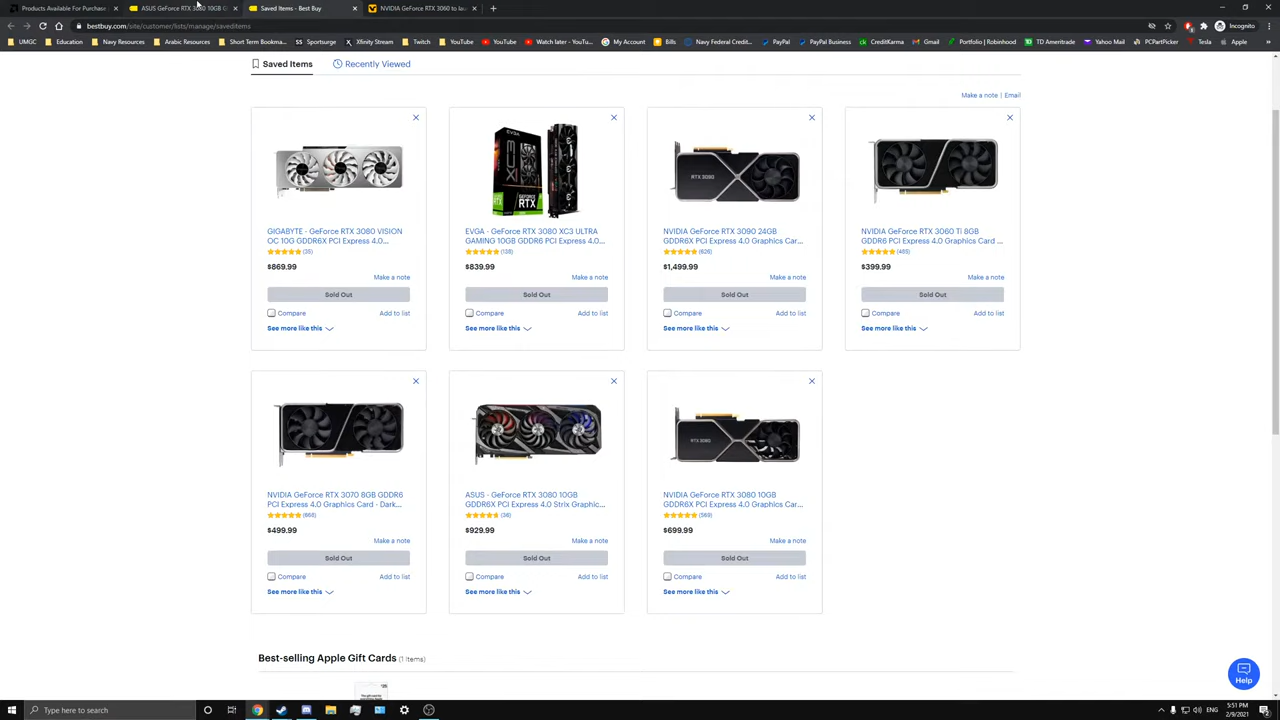 Products Available For Purchase
ASUS GeForce RTX 3080 10GB G
Saved Items - Best Buy
NVIDIA GeForce RTX 3060 to lau
bestbuy.com/site/customer/lists/manage/saveditems
Incognito
UMGC
Education
Navy Resources
Arabic Resources
Short Term Bookma...
Sportsurge
Xfinity Stream
Twitch
YouTube
YouTube
Watch later - YouTu...
My Account
Bills
Navy Federal Credit...
PayPal
PayPal Business
CreditKarma
Gmail
Portfolio | Robinhood
TD Ameritrade
Yahoo Mail
PCPartPicker
Tesla
Apple
Saved Items
Recently Viewed
Make a note | Email
GIGABYTE - GeForce RTX 3080 VISION
OC 10G GDDR6X PCI Express 4.0...
(35)
$869.99
Make a note
Sold Out
Compare
Add to list
See more like this
EVGA - GeForce RTX 3080 XC3 ULTRA
GAMING 10GB GDDR6 PCI Express 4.0...
(138)
$839.99
Make a note
Sold Out
Compare
Add to list
See more like this
RTX 3090
NVIDIA GeForce RTX 3090 24GB
GDDR6X PCI Express 4.0 Graphics Car...
(626)
$1,499.99
Make a note
Sold Out
Compare
Add to list
See more like this
NVIDIA GeForce RTX 3060 Ti 8GB
GDDR6 PCI Express 4.0 Graphics Card ...
(485)
$399.99
Make a note
Sold Out
Compare
Add to list
See more like this
NVIDIA GeForce RTX 3070 8GB GDDR6
PCI Express 4.0 Graphics Card - Dark...
(668)
$499.99
Make a note
Sold Out
Compare
Add to list
See more like this
ASUS - GeForce RTX 3080 10GB
GDDR6X PCI Express 4.0 Strix Graphic...
(36)
$929.99
Make a note
Sold Out
Compare
Add to list
See more like this
RTX 3080
NVIDIA GeForce RTX 3080 10GB
GDDR6X PCI Express 4.0 Graphics Car...
(569)
$699.99
Make a note
Sold Out
Compare
Add to list
See more like this
Best-selling Apple Gift Cards (1 items)
Help
Type here to search
ENG
5:51 PM
2/9/2021